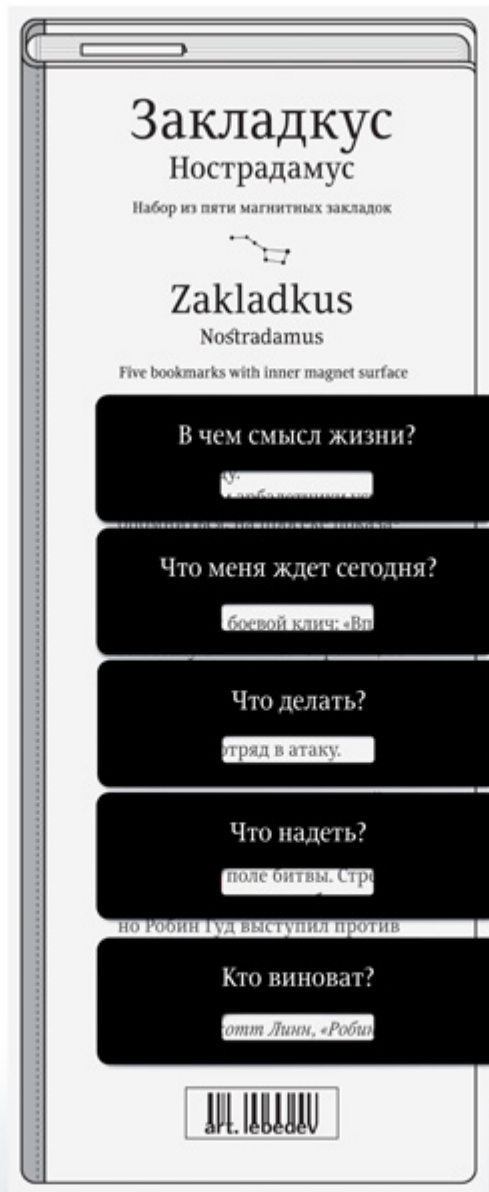 Закладкус
Нострадамус
Набор из пяти магнитных закладок
Zakladkus
Nostradamus
Five bookmarks with inner magnet surface
В чем смысл жизни?
Что меня ждет сегодня?
боевой клич: «Вп
Что делать?
отряд в атаку.
Что надеть?
поле битвы. Стре
но Робин Гуд выступил против
Кто виноват?
котт Линн, «Робин
art. lebedev